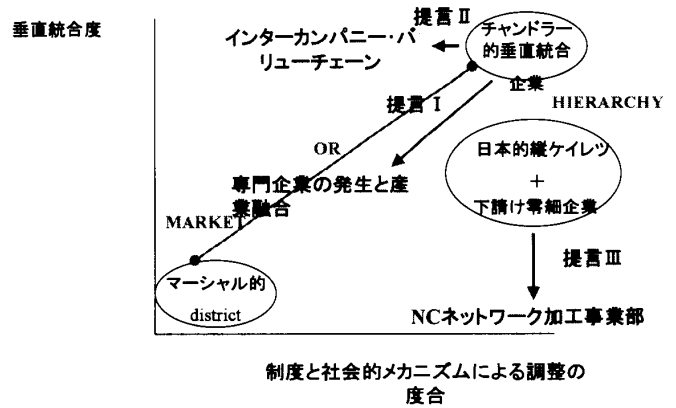 垂直統合度
提言Ⅱ
インターカンパニー・バ
リューチェーン
チャンドラー
的垂直統合
企業
提言Ⅰ
HIERARCHY
OR
日本的縦ケイレツ
+
下請け零細企業
専門企業の発生と産
業融合
MARKET
提言Ⅲ
マーシャル的
district
NCネットワーク加工事業部
制度と社会的メカニズムによる調整の
度合